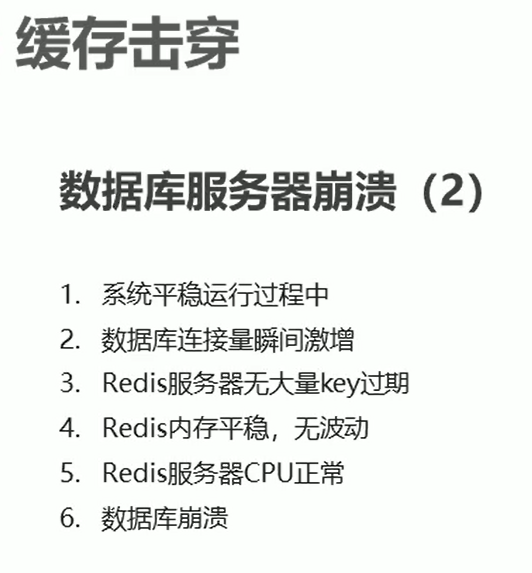 缓存击穿
数据库服务器崩溃（2）
1. 系统平稳运行过程中
2. 数据库连接量瞬间激增
3. Redis服务器无大量key过期
4. Redis内存平稳，无波动
5. Redis服务器CPU正常
6. 数据库崩溃